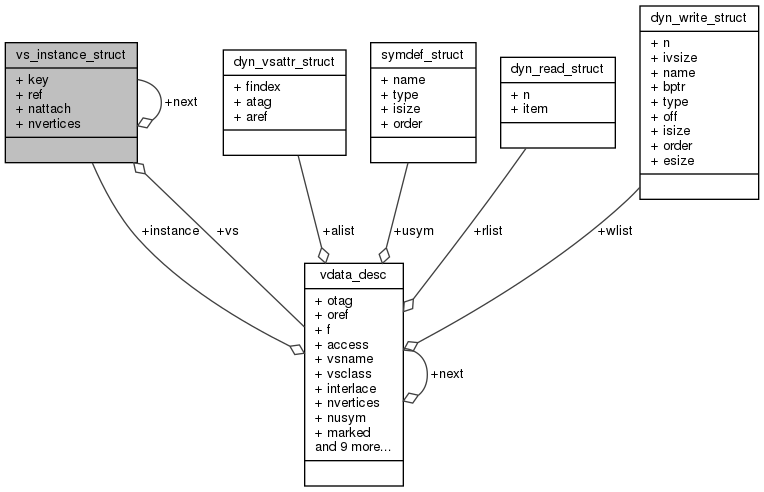 vs_instance_struct
+ key
+ ref
+ nattach
+ nvertices
+next
dyn_vsattr_struct
+ findex
+ atag
+ aref
symdef_struct
+ name
+ type
+ isize
+ order
dyn_read_struct
+ n
+ item
dyn_write_struct
+ n
+ ivsize
+ name
+ bptr
+ type
+ off
+ isize
+ order
+ esize
+instance
+vs
+alist
+usym
+rlist
+wlist
vdata_desc
+ otag
+ oref
+ f
+ access
+ vsname
+ vsclass
+ interlace
+ nvertices
+ nusym
+ marked
and 9 more...
+next